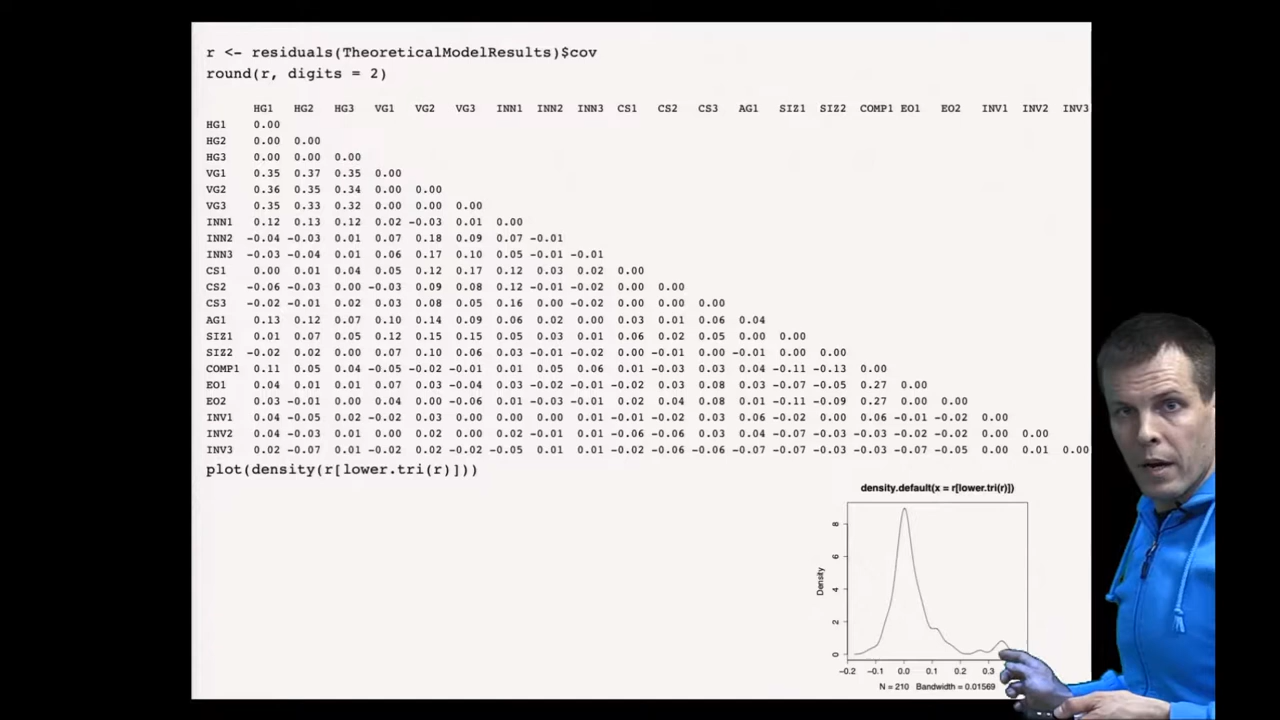 r <- residuals(TheoreticalModelResults)$cov
round(r, digits = 2)
HG1 HG2 HG3 VG1 VG2 VG3 INN1 INN2 INN3 CS1 CS2 CS3 AG1 SIZ1 SIZ2 COMP1 EO1 EO2 INV1 INV2 INV3
HG1 0.00
HG2 0.00 0.00
HG3 0.00 0.00 0.00
VG1 0.35 0.37 0.35 0.00
VG2 0.36 0.35 0.34 0.00 0.00
VG3 0.35 0.33 0.32 0.00 0.00 0.00
INN1 0.12 0.13 0.12 0.02 -0.03 0.01 0.00
INN2 -0.04 -0.03 0.01 0.07 0.18 0.09 0.07 -0.01
INN3 -0.03 -0.04 0.01 0.06 0.17 0.10 0.05 -0.01 -0.01
CS1 0.00 0.01 0.04 0.05 0.12 0.17 0.12 0.03 0.02 0.00
CS2 -0.06 -0.03 0.00 -0.03 0.09 0.08 0.12 -0.01 -0.02 0.00 0.00
CS3 -0.02 -0.01 0.02 0.03 0.08 0.05 0.16 0.00 -0.02 0.00 0.00 0.00
AG1 0.13 0.12 0.07 0.10 0.14 0.09 0.06 0.02 0.00 0.03 0.01 0.06 0.04
SIZ1 0.01 0.07 0.05 0.12 0.15 0.15 0.05 0.03 0.01 0.06 0.02 0.05 0.00 0.00
SIZ2 -0.02 0.02 0.00 0.07 0.10 0.06 0.03 -0.01 -0.02 0.00 -0.01 0.00 -0.01 0.00 0.00
COMP1 0.11 0.05 0.04 -0.05 -0.02 -0.01 0.01 0.05 0.06 0.01 -0.03 0.03 0.04 -0.11 -0.13 0.00
EO1 0.04 0.01 0.01 0.07 0.03 -0.04 0.03 -0.02 -0.01 -0.02 0.03 0.08 0.03 -0.07 -0.05 0.27 0.00
EO2 0.03 -0.01 0.00 0.04 0.00 -0.06 0.01 -0.03 -0.01 0.02 0.04 0.08 0.01 -0.11 -0.09 0.27 0.00 0.00
INV1 0.04 -0.05 0.02 -0.02 0.03 0.00 0.00 0.00 0.01 -0.01 -0.02 0.03 0.06 -0.02 0.00 0.06 -0.01 -0.02 0.00
INV2 0.04 -0.03 0.01 0.00 0.02 0.00 0.02 -0.01 0.01 -0.06 -0.06 0.03 0.04 -0.07 -0.03 -0.03 -0.02 -0.02 0.00 0.00
INV3 0.02 -0.07 0.01 -0.02 0.02 -0.02 -0.05 0.01 0.01 -0.02 -0.06 -0.06 -0.07 -0.07 -0.03 -0.03 -0.07 -0.05 0.00 0.01 0.00
plot(density(r[lower.tri(r)]))
density.default(x = r[lower.tri(r)])
Density
8
6
4
2
0
-0.2 -0.1 0.0 0.1 0.2 0.3
N = 210 Bandwidth = 0.01569